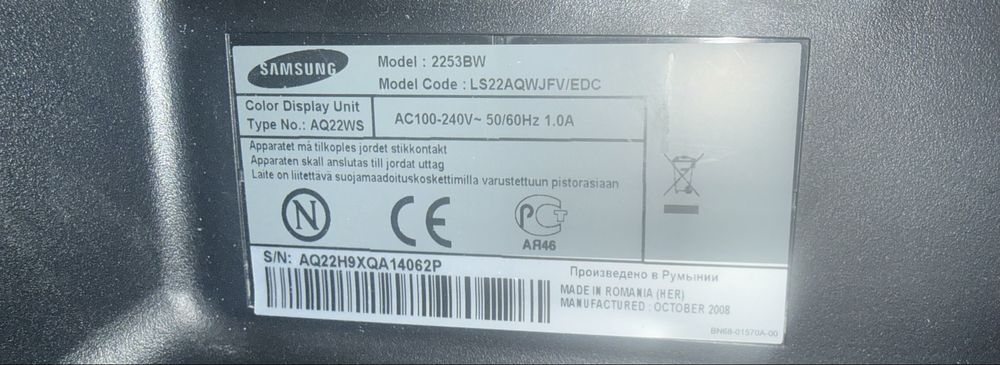 SAMSUNG
Model : 2253BW
Model Code : LS22AQWJFV/EDC
Color Display Unit
Type No.: AQ22WS
AC100-240V~ 50/60Hz 1.0A
Apparatet må tilkoples jordet stikkontakt
Apparaten skall anslutas till jordat uttag
Laite on liitettävä suojamaadoituskoskettimilla varustettuun pistorasiaan
N
CE
РСТ
АЯ46
S/N: AQ22H9XQA14062P
Произведено в Румынии
MADE IN ROMANIA (HER)
MANUFACTURED : OCTOBER 2008
BN68-01570A-00